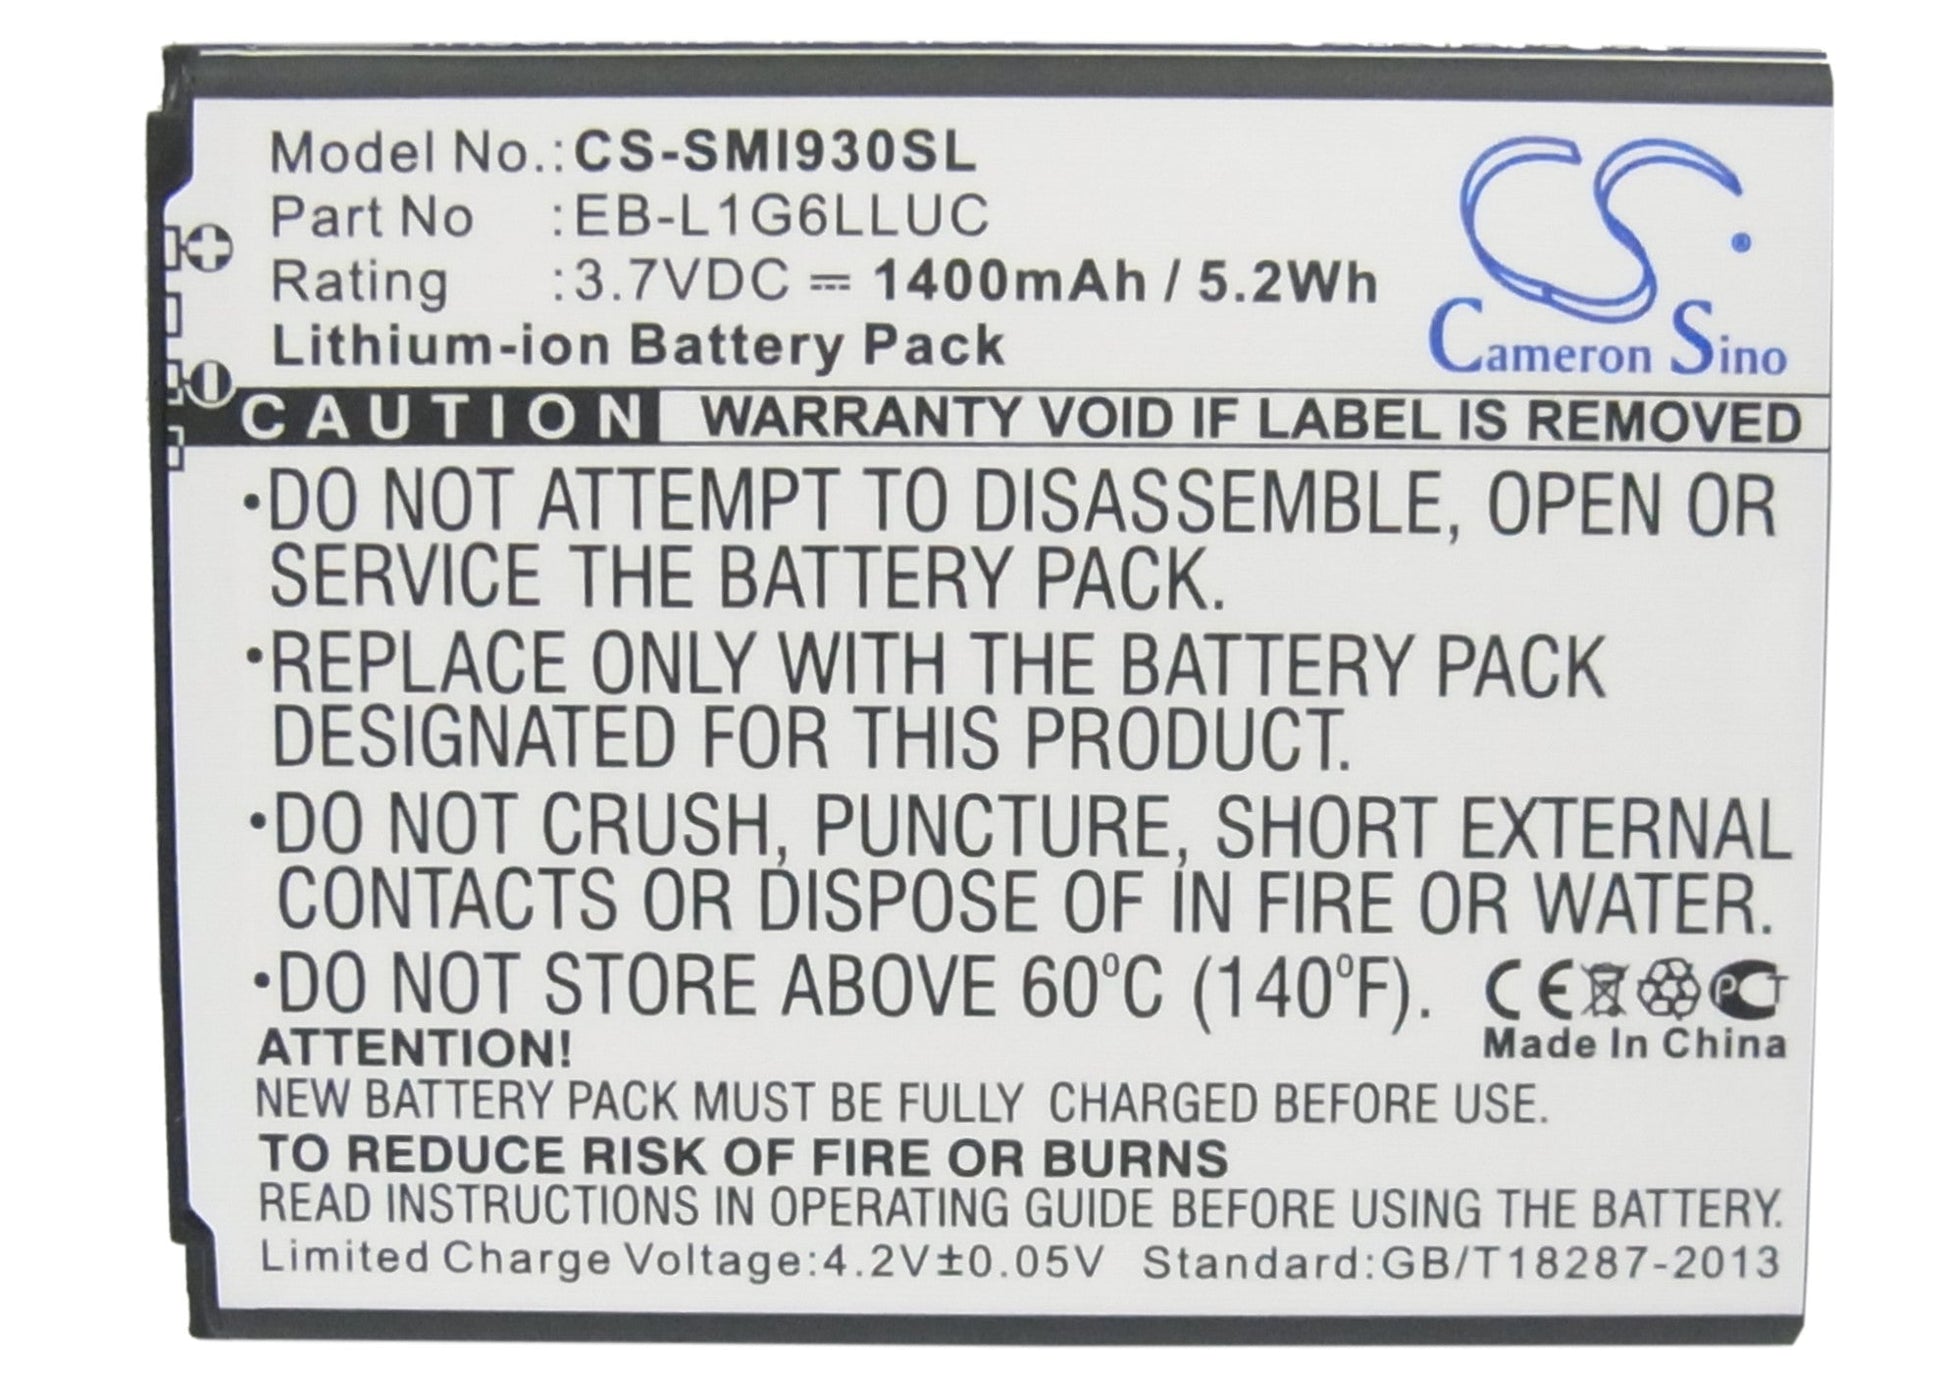 Model No.:CS-SMI930SL
Part No :EB-L1G6LLUC
Rating :3.7VDC ⎓ 1400mAh / 5.2Wh
Lithium-ion Battery Pack
CS ®
Cameron Sino
CAUTION WARRANTY VOID IF LABEL IS REMOVED
•DO NOT ATTEMPT TO DISASSEMBLE, OPEN OR
SERVICE THE BATTERY PACK.
•REPLACE ONLY WITH THE BATTERY PACK
DESIGNATED FOR THIS PRODUCT.
•DO NOT CRUSH, PUNCTURE, SHORT EXTERNAL
CONTACTS OR DISPOSE OF IN FIRE OR WATER.
•DO NOT STORE ABOVE 60°C (140°F).
CE PCT
Made In China
ATTENTION!
NEW BATTERY PACK MUST BE FULLY CHARGED BEFORE USE.
TO REDUCE RISK OF FIRE OR BURNS
READ INSTRUCTIONS IN OPERATING GUIDE BEFORE USING THE BATTERY.
Limited Charge Voltage:4.2V±0.05V Standard:GB/T18287-2013